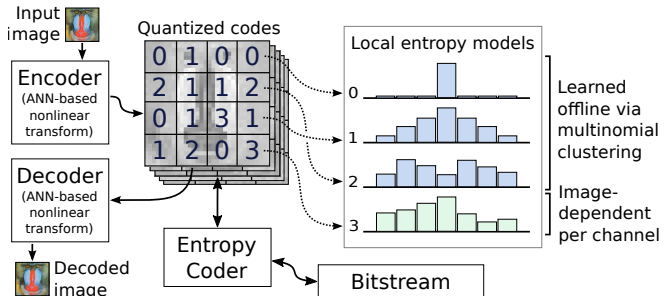 Input
image
Encoder
(ANN-based
nonlinear
transform)
Decoder
(ANN-based
nonlinear
transform)
Decoded
image
Quantized codes
0 1 0 0
2 1 1 2
0 1 3 1
1 2 0 3
Entropy
Coder
Bitstream
Local entropy models
0
1
2
3
Learned
offline via
multinomial
clustering
Image-
dependent
per channel